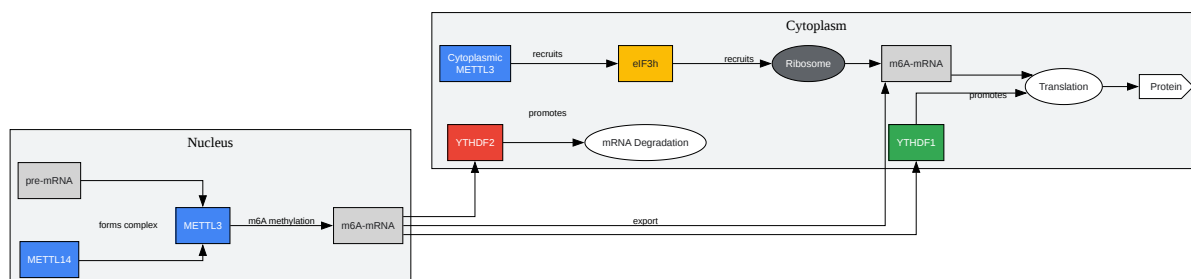 Cytoplasm
Cytoplasmic
METTL3
recruits
eIF3h
recruits
Ribosome
m6A-mRNA
Translation
Protein
promotes
promotes
YTHDF2
mRNA Degradation
YTHDF1
Nucleus
pre-mRNA
forms complex
METTL3
m6A methylation
m6A-mRNA
export
METTL14